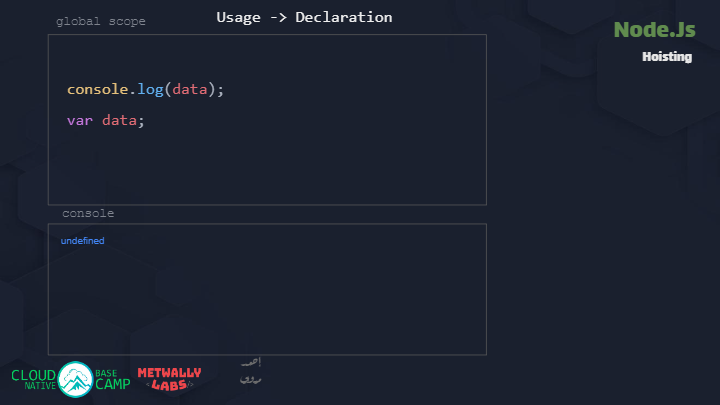 global scope
Usage -> Declaration
Node.Js
Hoisting
console.log(data);
var data;
console
undefined
CLOUD NATIVE
BASE CAMP
METWALLY
<LABS/>
أحمد